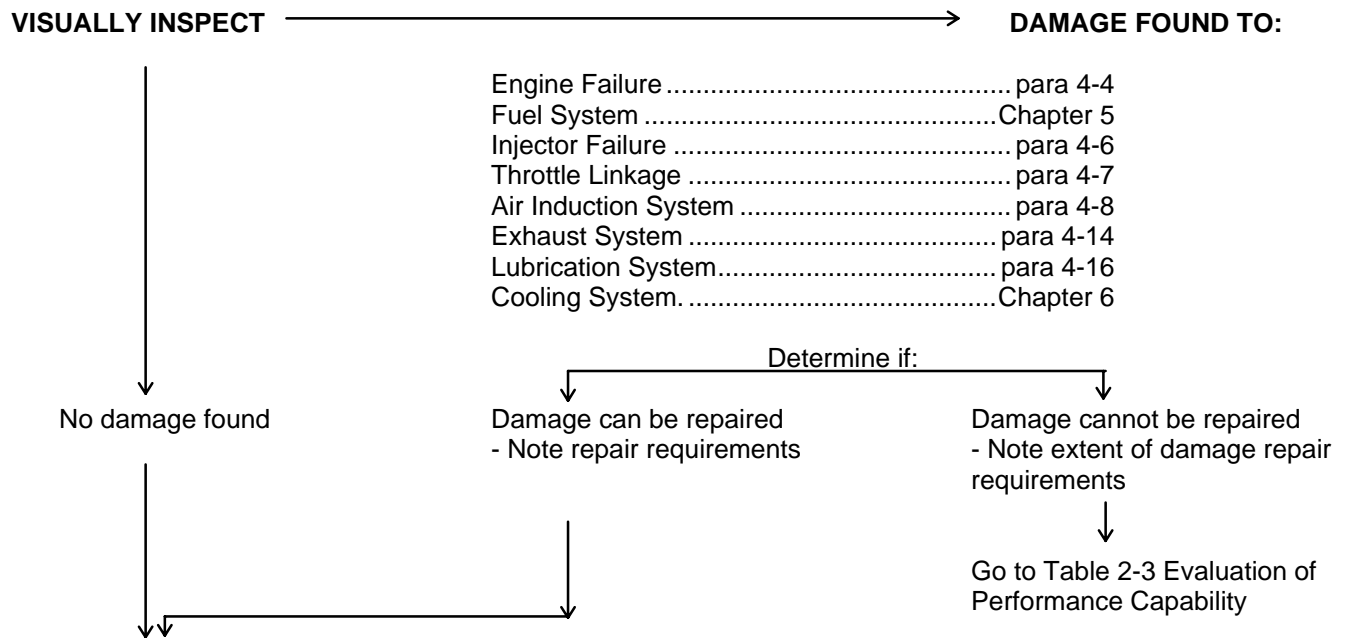 VISUALLY INSPECT
DAMAGE FOUND TO:
Engine Failure............................................... para 4-4
Fuel System ................................................Chapter 5
Injector Failure .............................................. para 4-6
Throttle Linkage ............................................ para 4-7
Air Induction System ..................................... para 4-8
Exhaust System .......................................... para 4-14
Lubrication System...................................... para 4-16
Cooling System. ..........................................Chapter 6
Determine if:
No damage found
Damage can be repaired
- Note repair requirements
Damage cannot be repaired
- Note extent of damage repair
requirements
Go to Table 2-3 Evaluation of
Performance Capability